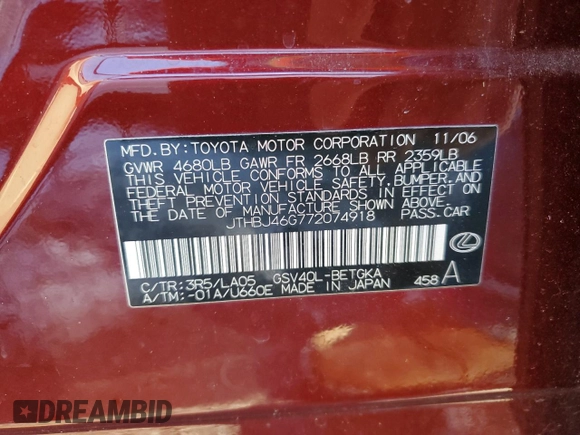 MFD. BY: TOYOTA MOTOR CORPORATION 11/06
GVWR 4680LB GAWR FR 2668LB RR 2359LB
THIS VEHICLE CONFORMS TO ALL APPLICABLE
FEDERAL MOTOR VEHICLE SAFETY, BUMPER, AND
THEFT PREVENTION STANDARDS IN EFFECT ON
THE DATE OF MANUFACTURE SHOWN ABOVE.
JTHBJ46G772074918 PASS. CAR
C/TR: 3R5/LA05 GSV40L-BETGKA
A/TM: -01A/U660E MADE IN JAPAN 458 A
DREAMBID